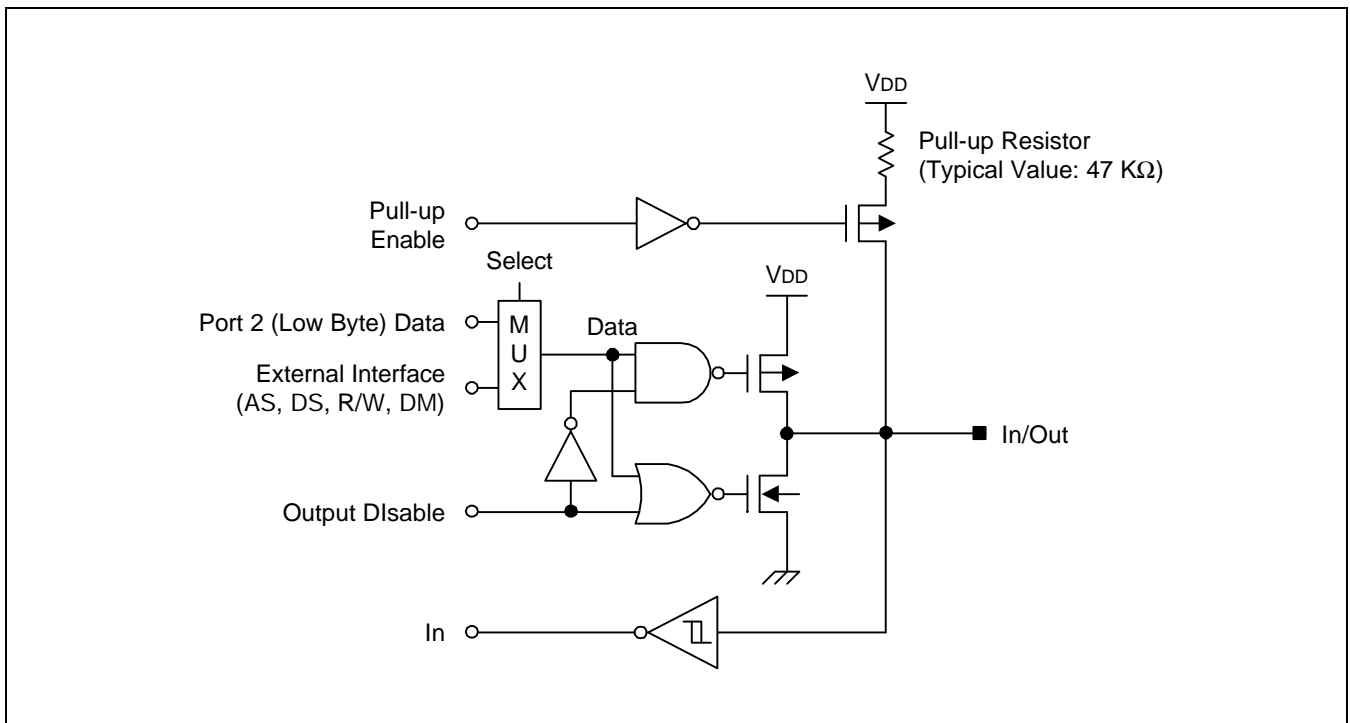 VDD
Pull-up Resistor
(Typical Value: 47 KΩ)
Pull-up
Enable
Select
VDD
Port 2 (Low Byte) Data
M
U
X
Data
External Interface
(AS, DS, R/W, DM)
In/Out
Output DIsable
In